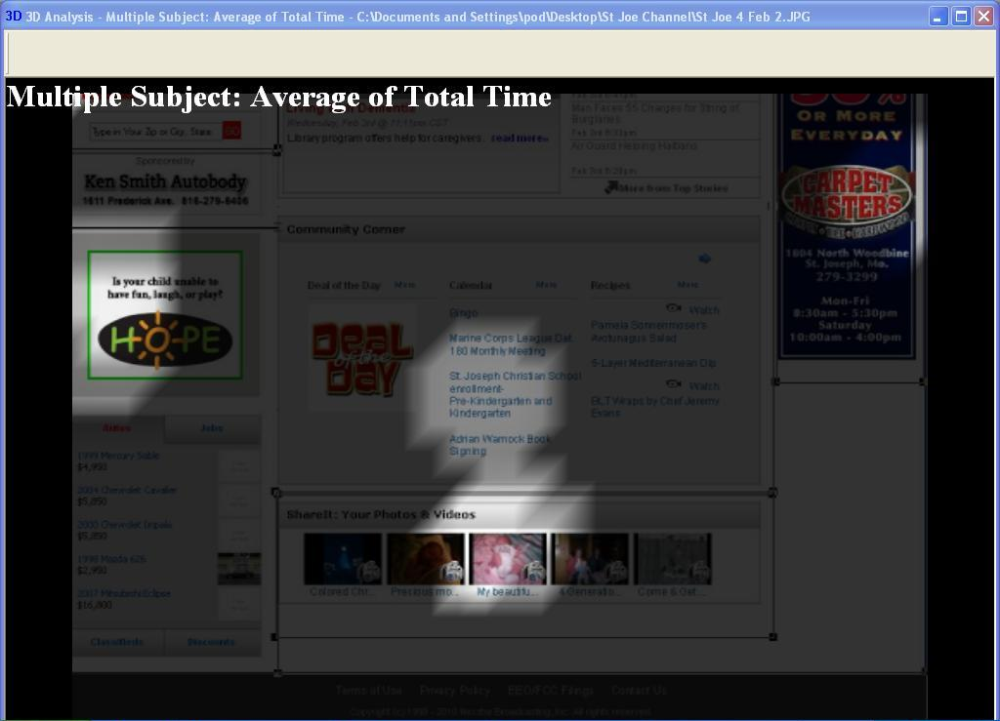 3D Analysis - Multiple Subject: Average of Total Time - C:\Documents and Settings\pod\Desktop\St Joe Channel\St Joe 4 Feb 2.JPG
Multiple Subject: Average of Total Time
Type in Your Zip or City, State
GO
Sponsored by
Ken Smith Autobody
1611 Frederick Ave. 816-279-6406
Is your child unable to
have fun, laugh, or play?
HOPE
Autos
Jobs
1999 Mercury Sable
$4,950
2004 Chevrolet Cavalier
$5,850
2000 Chevrolet Impala
$5,850
1998 Mazda 626
$2,950
2007 Mitsubishi Eclipse
$16,800
Classifieds
Discounts
Dementia
Wednesday, Feb 3rd @ 11:11pm CST
Library program offers help for caregivers. read more»
Man Faces 55 Charges for String of
Burglaries
Feb 3rd 6:33pm
Air Guard Helping Haitians
Feb 3rd 5:28pm
More from Top Stories
Community Corner
Deal of the Day More
DEAL
of the
DAY
Calendar More
Bingo
Marine Corps League Det.
180 Monthly Meeting
St. Joseph Christian School
enrollment-
Pre-Kindergarten and
Kindergarten
Adrian Warnock Book
Signing
Recipes More
Watch
Pamela Sonnenmoser's
Avotunagus Salad
5-Layer Mediterranean Dip
Watch
BLT Wraps by Chef Jeremy
Evans
ShareIt: Your Photos & Videos
Colored Chr...
Precious mo...
My beautifu...
4 Generatio...
Come & Get...
OR MORE
EVERYDAY
CARPET
MASTERS
1804 North Woodbine
St. Joseph, Mo.
279-3299
Mon-Fri
8:30am - 5:30pm
Saturday
10:00am - 4:00pm
Terms of Use Privacy Policy EEO/FCC Filings Contact Us
Broadcasting, Inc. All rights reserved.